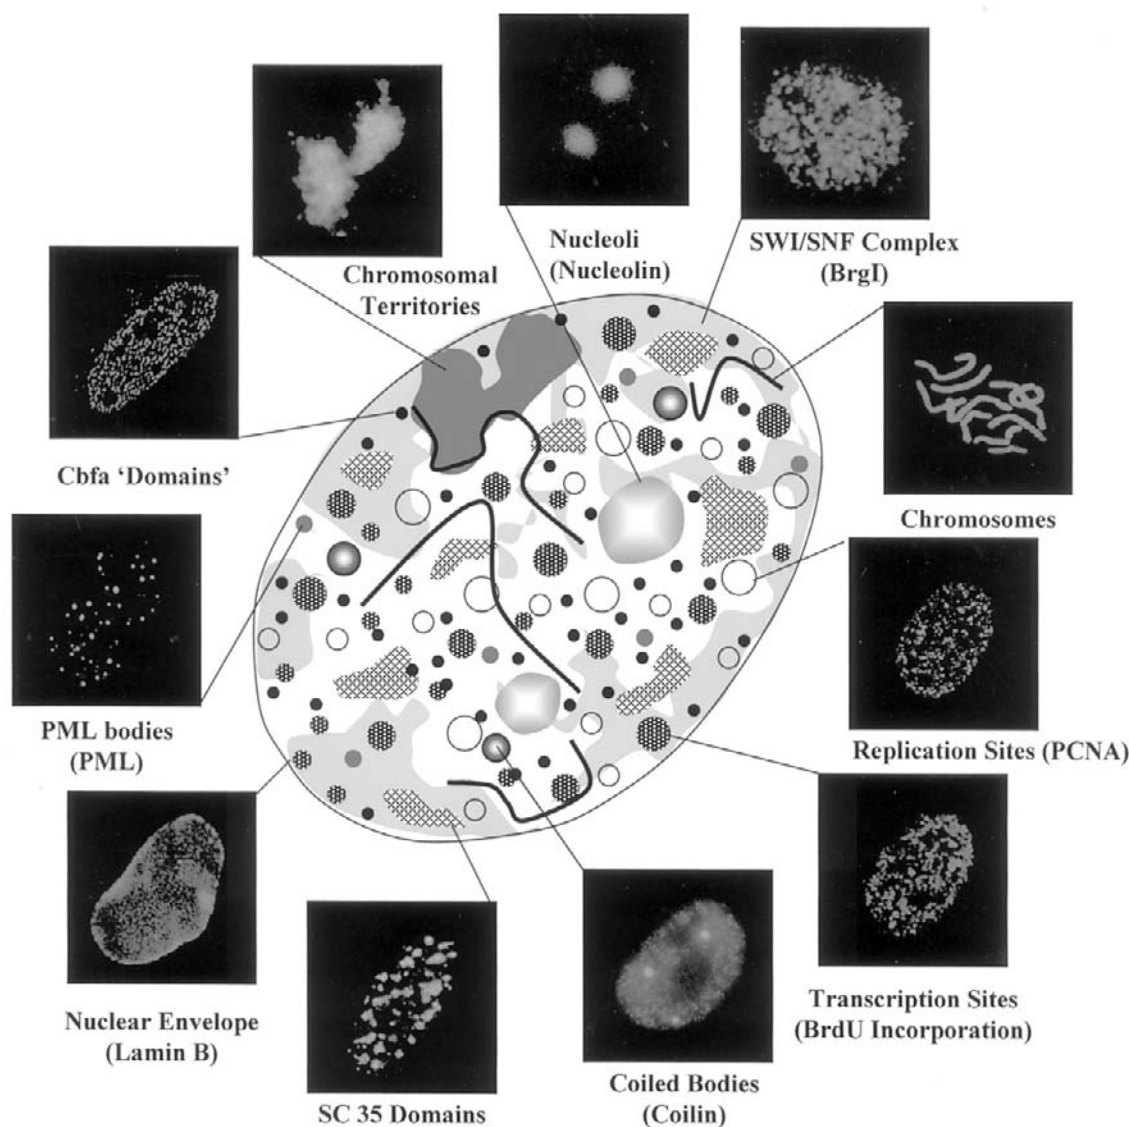 Nucleoli
(Nucleolin)
SWI/SNF Complex
(BrgI)
Chromosomal
Territories
Cbfa ‘Domains’
Chromosomes
PML bodies
(PML)
Replication Sites (PCNA)
Nuclear Envelope
(Lamin B)
Transcription Sites
(BrdU Incorporation)
Coiled Bodies
(Coilin)
SC 35 Domains